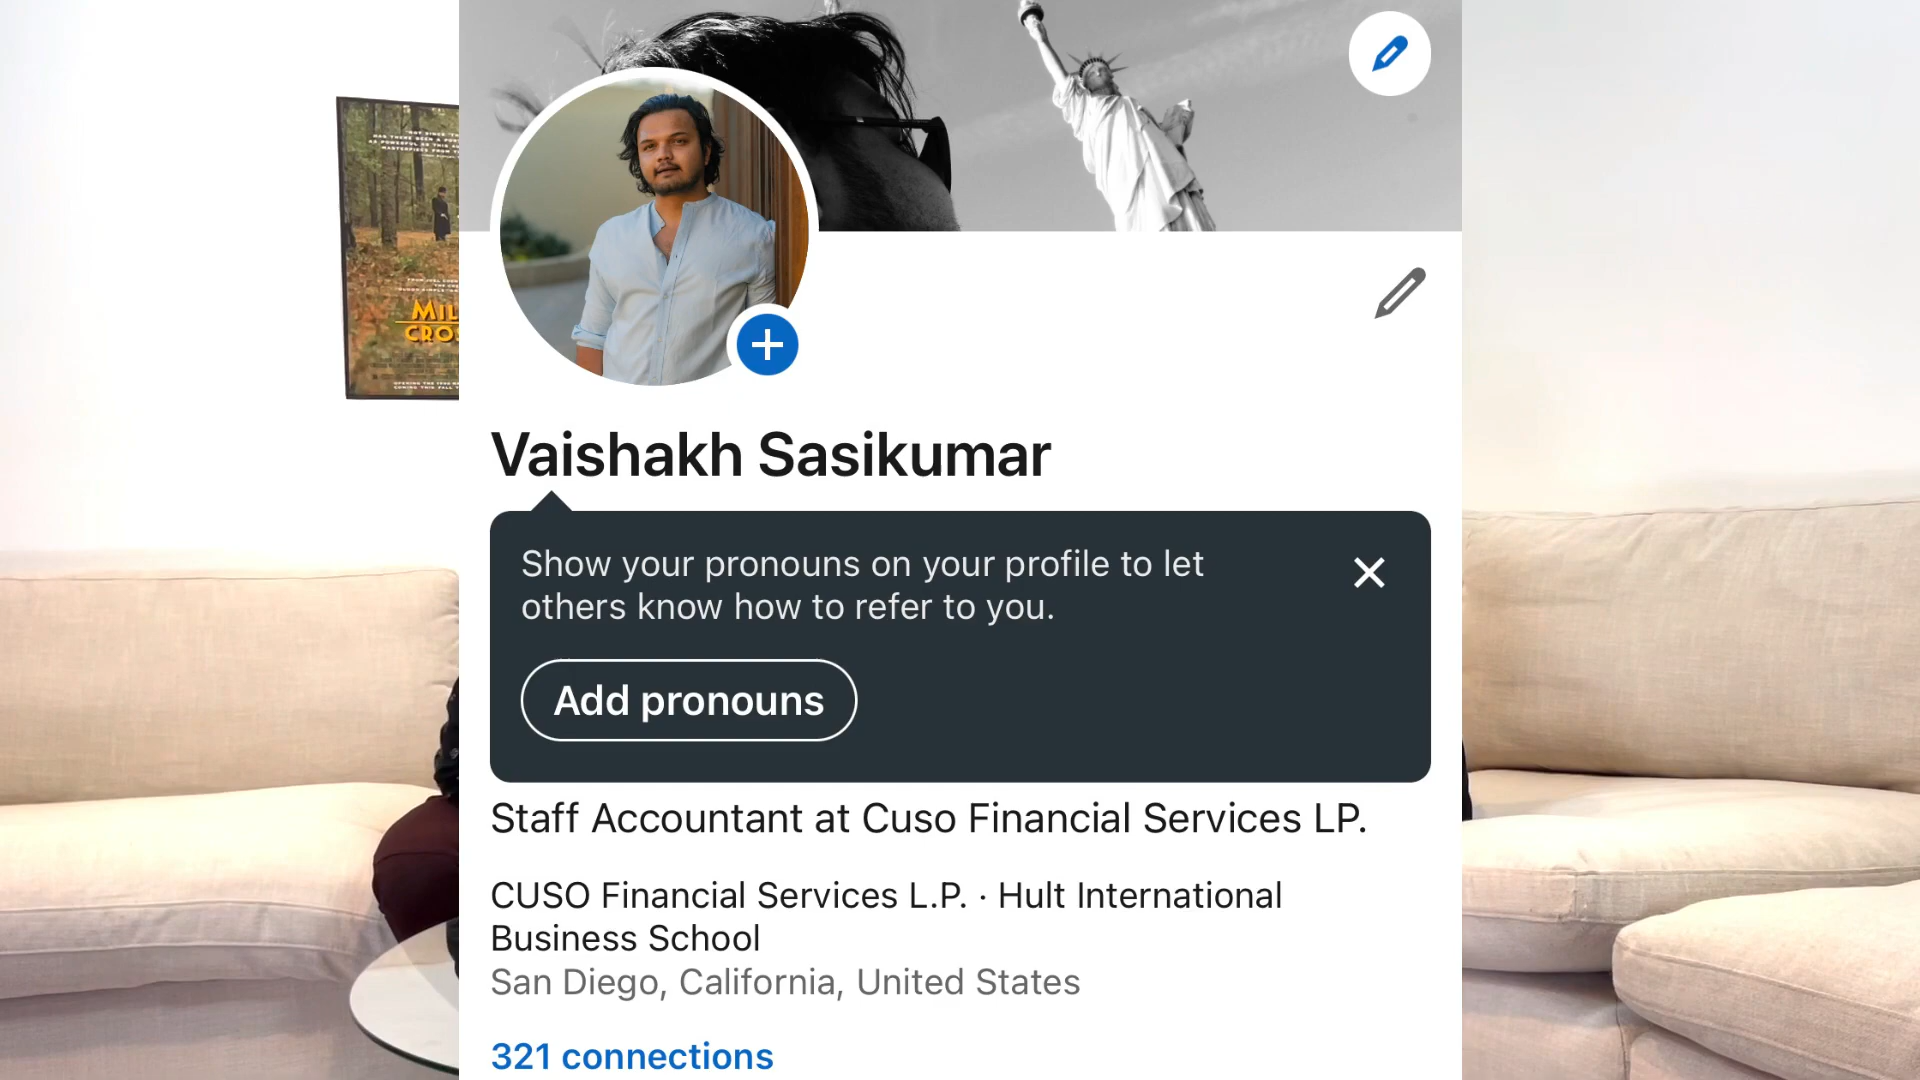 MIL
CROS
Vaishakh Sasikumar
Show your pronouns on your profile to let
others know how to refer to you.
Add pronouns
Staff Accountant at Cuso Financial Services LP.
CUSO Financial Services L.P. · Hult International
Business School
San Diego, California, United States
321 connections